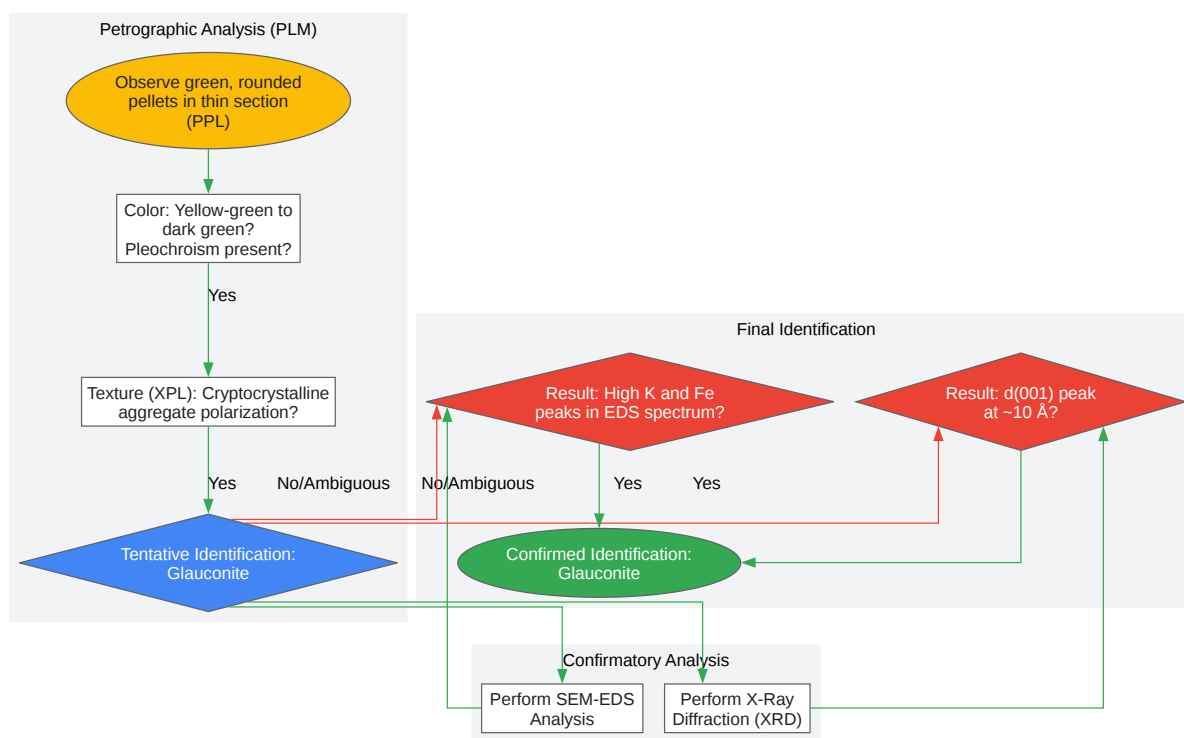 Petrographic Analysis (PLM)
Observe green, rounded
pellets in thin section
(PPL)
Color: Yellow-green to
dark green?
Pleochroism present?
Yes
Texture (XPL): Cryptocrystalline
aggregate polarization?
Yes
Tentative Identification:
Glauconite
No/Ambiguous
No/Ambiguous
Final Identification
Result: High K and Fe
peaks in EDS spectrum?
Result: d(001) peak
at ~10 Å?
Yes
Yes
Confirmed Identification:
Glauconite
Confirmatory Analysis
Perform SEM-EDS
Analysis
Perform X-Ray
Diffraction (XRD)